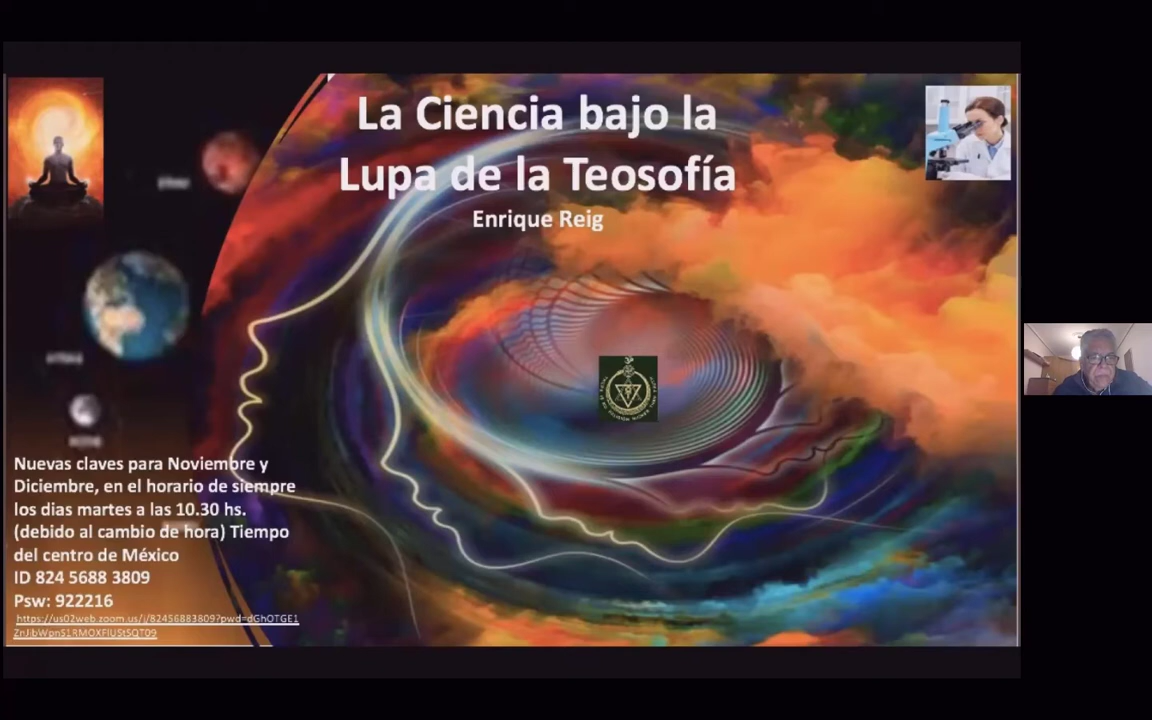 La Ciencia bajo la
Lupa de la Teosofía
Enrique Reig
Nuevas claves para Noviembre y
Diciembre, en el horario de siempre
los dias martes a las 10.30 hs.
(debido al cambio de hora) Tiempo
del centro de México
ID 824 5688 3809
Psw: 922216